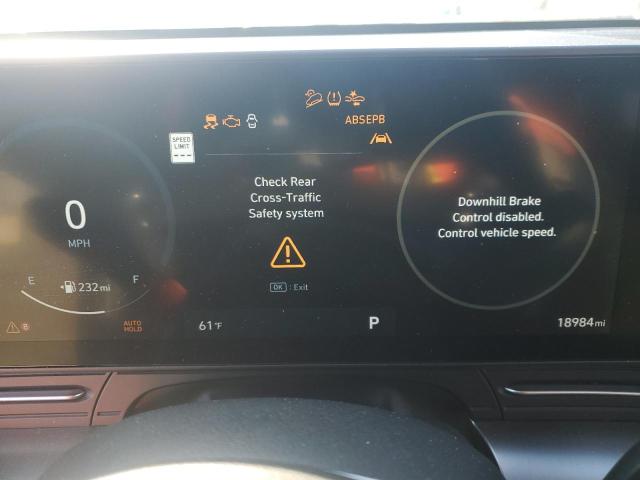 ABS EPB
SPEED
LIMIT
---
Check Rear
Cross-Traffic
Safety system
Downhill Brake
Control disabled.
Control vehicle speed.
0
MPH
E
F
232 mi
OK : Exit
AUTO
HOLD
61°F
P
18984 mi